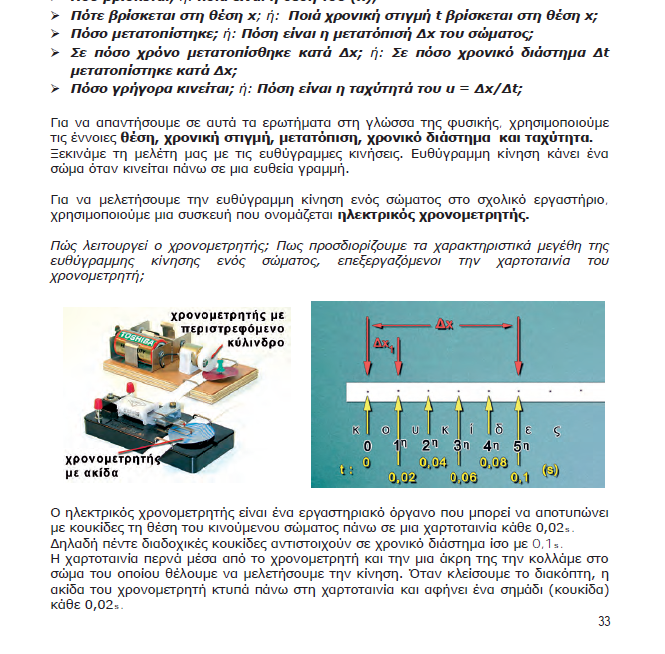 ➢ Πότε βρίσκεται στη θέση x; ή: Ποιά χρονική στιγμή t βρίσκεται στη θέση x;
➢ Πόσο μετατοπίστηκε; ή: Πόση είναι η μετατόπισή Δx του σώματος;
➢ Σε πόσο χρόνο μετατοπίσθηκε κατά Δx; ή: Σε πόσο χρονικό διάστημα Δt
μετατοπίστηκε κατά Δx;
➢ Πόσο γρήγορα κινείται; ή: Πόση είναι η ταχύτητά του u = Δx/Δt;
Για να απαντήσουμε σε αυτά τα ερωτήματα στη γλώσσα της φυσικής, χρησιμοποιούμε
τις έννοιες θέση, χρονική στιγμή, μετατόπιση, χρονικό διάστημα και ταχύτητα.
Ξεκινάμε τη μελέτη μας με τις ευθύγραμμες κινήσεις. Ευθύγραμμη κίνηση κάνει ένα
σώμα όταν κινείται πάνω σε μια ευθεία γραμμή.
Για να μελετήσουμε την ευθύγραμμη κίνηση ενός σώματος στο σχολικό εργαστήριο,
χρησιμοποιούμε μια συσκευή που ονομάζεται ηλεκτρικός χρονομετρητής.
Πώς λειτουργεί ο χρονομετρητής; Πως προσδιορίζουμε τα χαρακτηριστικά μεγέθη της
ευθύγραμμης κίνησης ενός σώματος, επεξεργαζόμενοι την χαρτοταινία του
χρονομετρητή;
χρονομετρητής με
περιστρεφόμενο
κύλινδρο
TOSHIBA
χρονομετρητής
με ακίδα
Δx
Δx1
κ ο υ κ ί δ ε ς
0 1η 2η 3η 4η 5η
t : 0 0,02 0,04 0,06 0,08 0,1 (s)
Ο ηλεκτρικός χρονομετρητής είναι ένα εργαστηριακό όργανο που μπορεί να αποτυπώνει
με κουκίδες τη θέση του κινούμενου σώματος πάνω σε μια χαρτοταινία κάθε 0,02s.
Δηλαδή πέντε διαδοχικές κουκίδες αντιστοιχούν σε χρονικό διάστημα ίσο με 0,1s.
Η χαρτοταινία περνά μέσα από το χρονομετρητή και την μια άκρη της την κολλάμε στο
σώμα του οποίου θέλουμε να μελετήσουμε την κίνηση. Όταν κλείσουμε το διακόπτη, η
ακίδα του χρονομετρητή κτυπά πάνω στη χαρτοταινία και αφήνει ένα σημάδι (κουκίδα)
κάθε 0,02s.
33